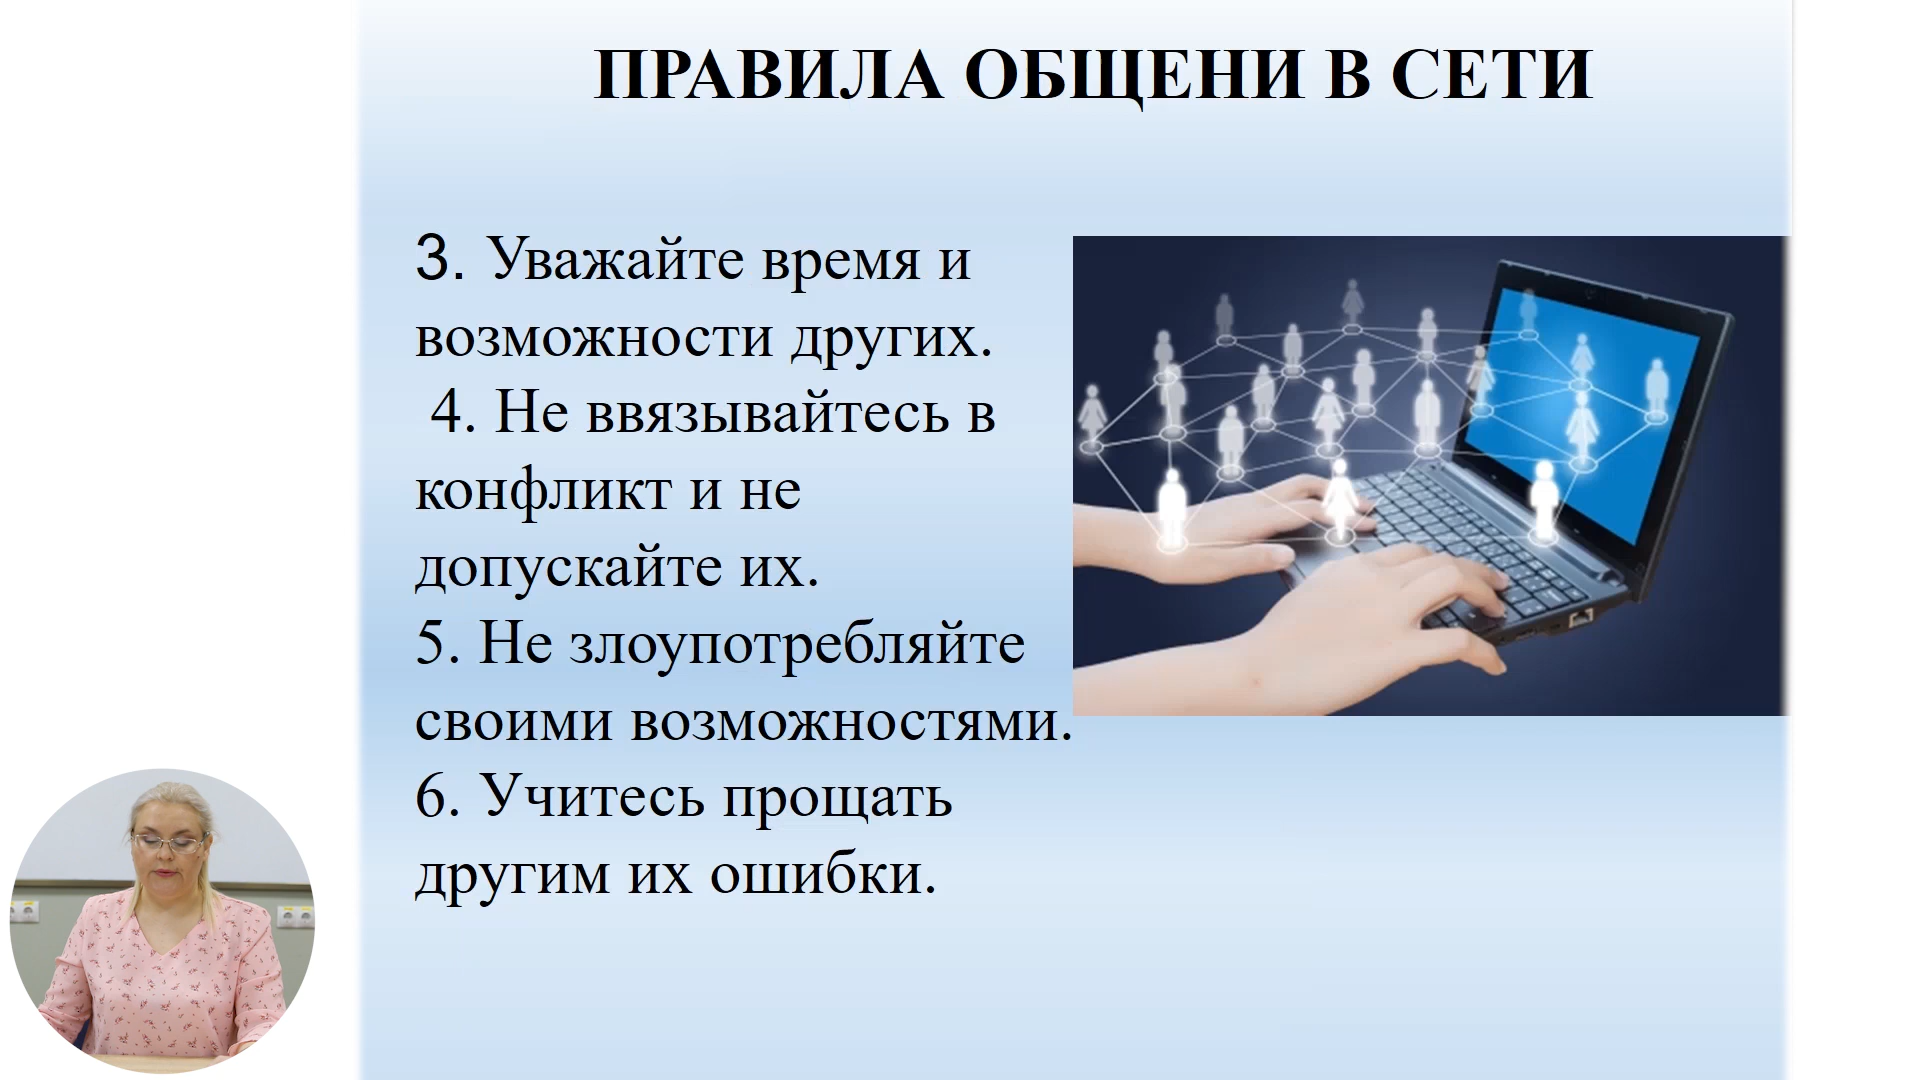 ПРАВИЛА ОБЩЕНИ В СЕТИ
3. Уважайте время и
возможности других.
4. Не ввязывайтесь в
конфликт и не
допускайте их.
5. Не злоупотребляйте
своими возможностями.
6. Учитесь прощать
другим их ошибки.